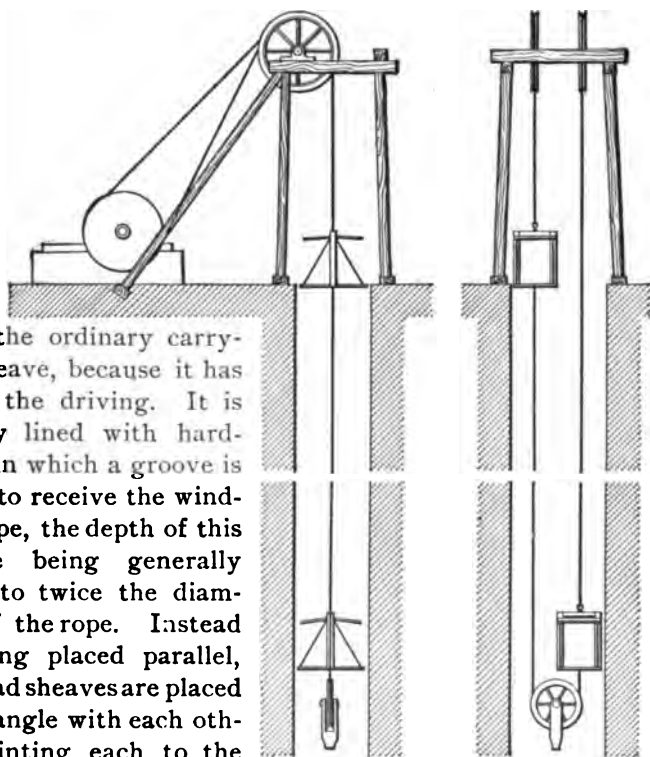 the ordinary carry-
eave, because it has
the driving. It is
y lined with hard-
in which a groove is
to receive the wind-
pe, the depth of this
e being generally
to twice the diam-
f the rope. Instead
ng placed parallel,
ad sheaves are placed
angle with each oth-
inting each to the